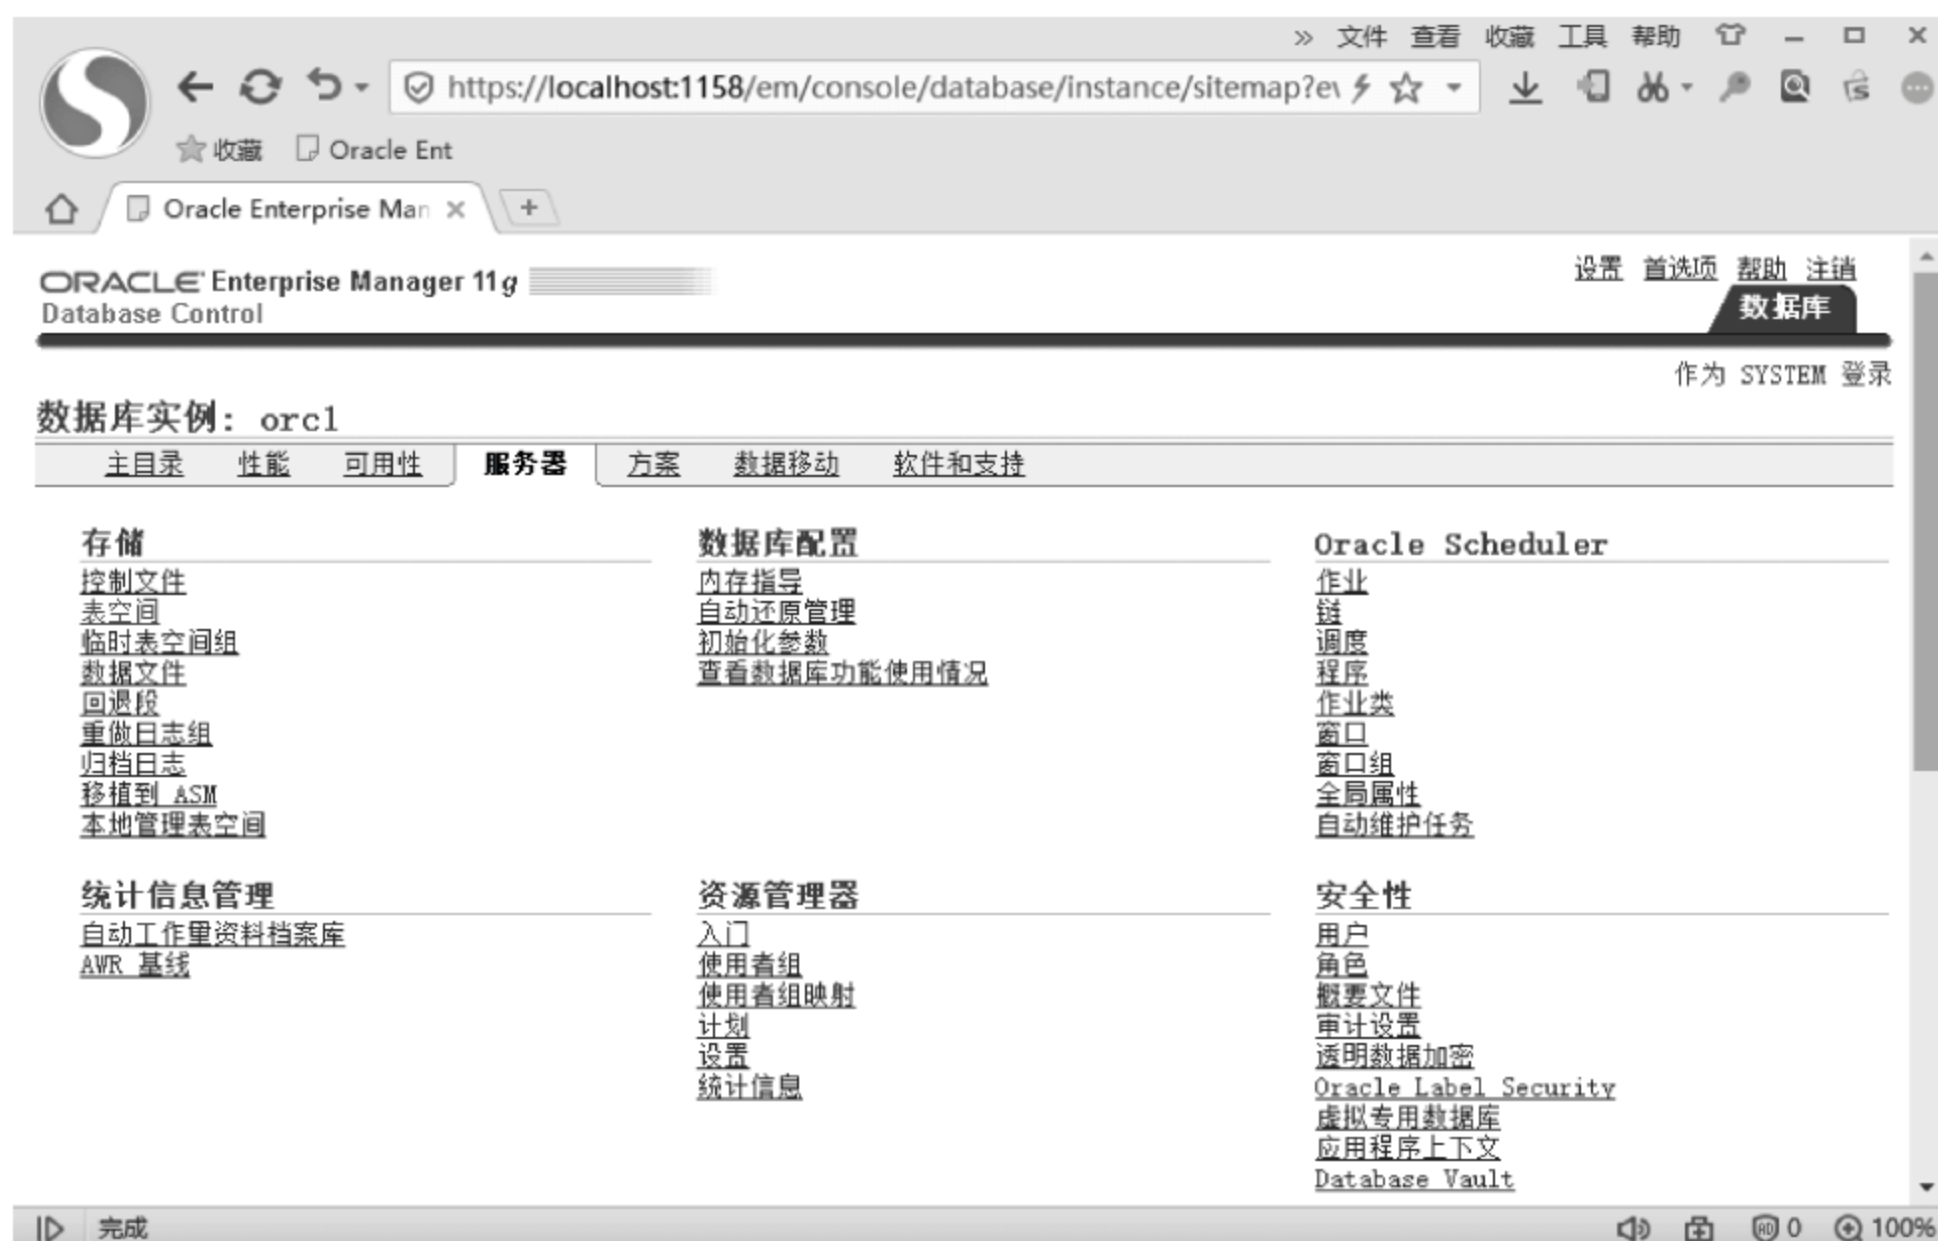 » 文件 查看 收藏 工具 帮助
https://localhost:1158/em/console/database/instance/sitemap?ev
收藏 Oracle Ent
Oracle Enterprise Man
ORACLE Enterprise Manager 11g
Database Control
设置 首选项 帮助 注销
数据库
作为 SYSTEM 登录
数据库实例: orcl
主目录 性能 可用性 服务器 方案 数据移动 软件和支持
存储
控制文件
表空间
临时表空间组
数据文件
回退段
重做日志组
归档日志
移植到 ASM
本地管理表空间
数据库配置
内存指导
自动还原管理
初始化参数
查看数据库功能使用情况
Oracle Scheduler
作业
链
调度
程序
作业类
窗口
窗口组
全局属性
自动维护任务
统计信息管理
自动工作量资料档案库
AWR 基线
资源管理器
入门
使用者组
使用者组映射
计划
设置
统计信息
安全性
用户
角色
概要文件
审计设置
透明数据加密
Oracle Label Security
虚拟专用数据库
应用程序上下文
Database Vault
完成
0 100%